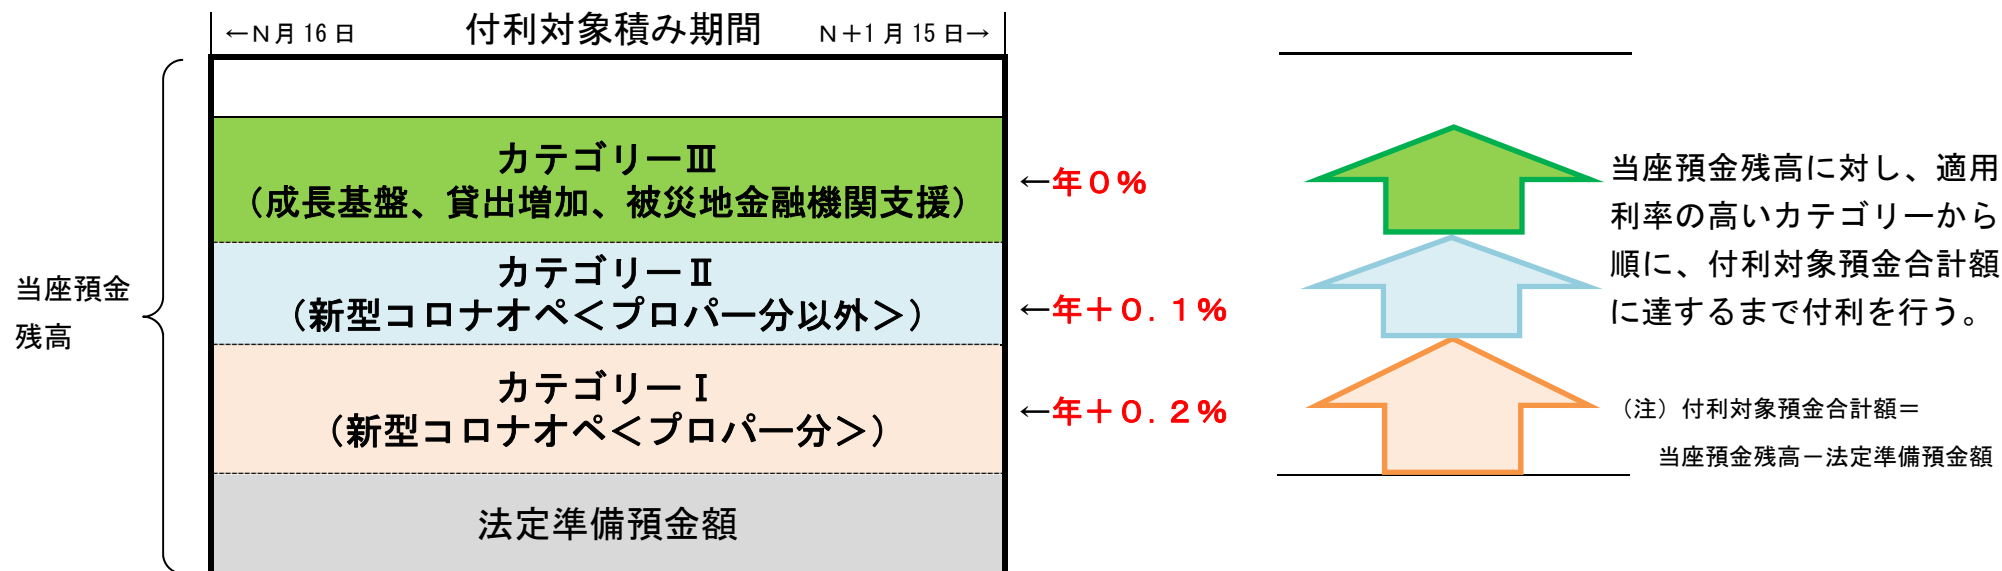 ←N月16日 付利対象積み期間 N＋1月15日→
カテゴリーⅢ
（成長基盤、貸出増加、被災地金融機関支援）
←年０％
カテゴリーⅡ
（新型コロナオペ＜プロパー分以外＞）
←年＋０．１％
カテゴリーⅠ
（新型コロナオペ＜プロパー分＞）
←年＋０．２％
法定準備預金額
当座預金
残高
当座預金残高に対し、適用
利率の高いカテゴリーから
順に、付利対象預金合計額
に達するまで付利を行う。
（注）付利対象預金合計額＝
当座預金残高－法定準備預金額